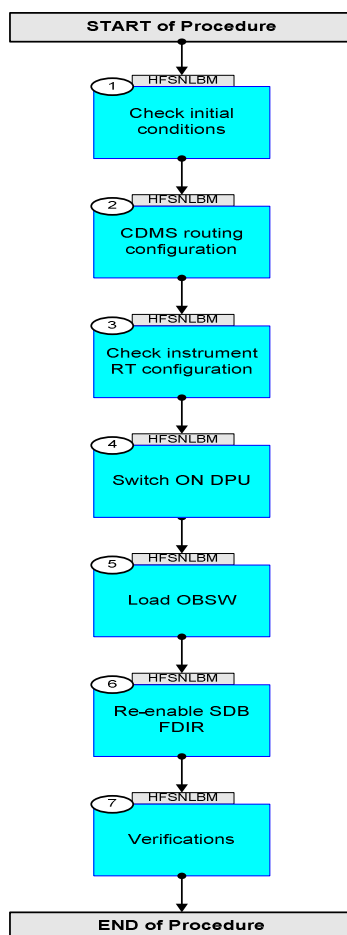 START of Procedure
HFSNLBM
1
Check initial
conditions
HFSNLBM
2
CDMS routing
configuration
HFSNLBM
3
Check instrument
RT configuration
HFSNLBM
4
Switch ON DPU
HFSNLBM
5
Load OBSW
HFSNLBM
6
Re-enable SDB
FDIR
HFSNLBM
7
Verifications
END of Procedure